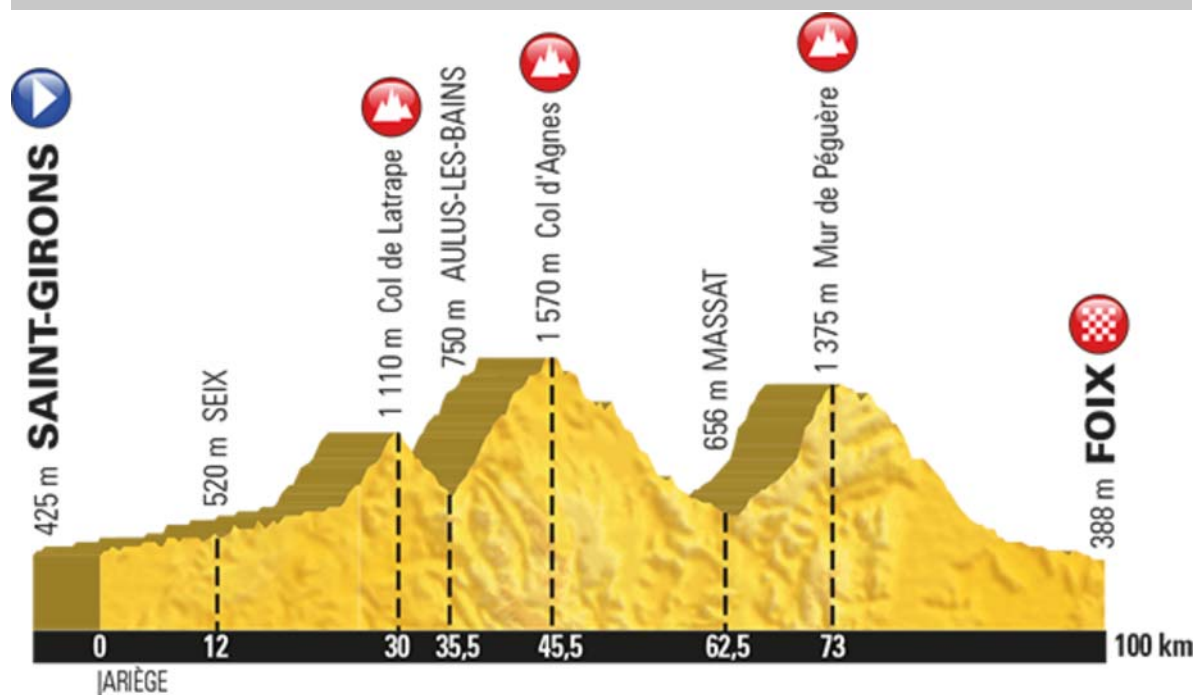 425 m SAINT-GIRONS
520 m SEIX
1 110 m Col de Latrape
750 m AULUS-LES-BAINS
1 570 m Col d'Agnes
656 m MASSAT
1 375 m Mur de Péguère
388 m FOIX
0 12 30 35,5 45,5 62,5 73 100 km
ARIÈGE